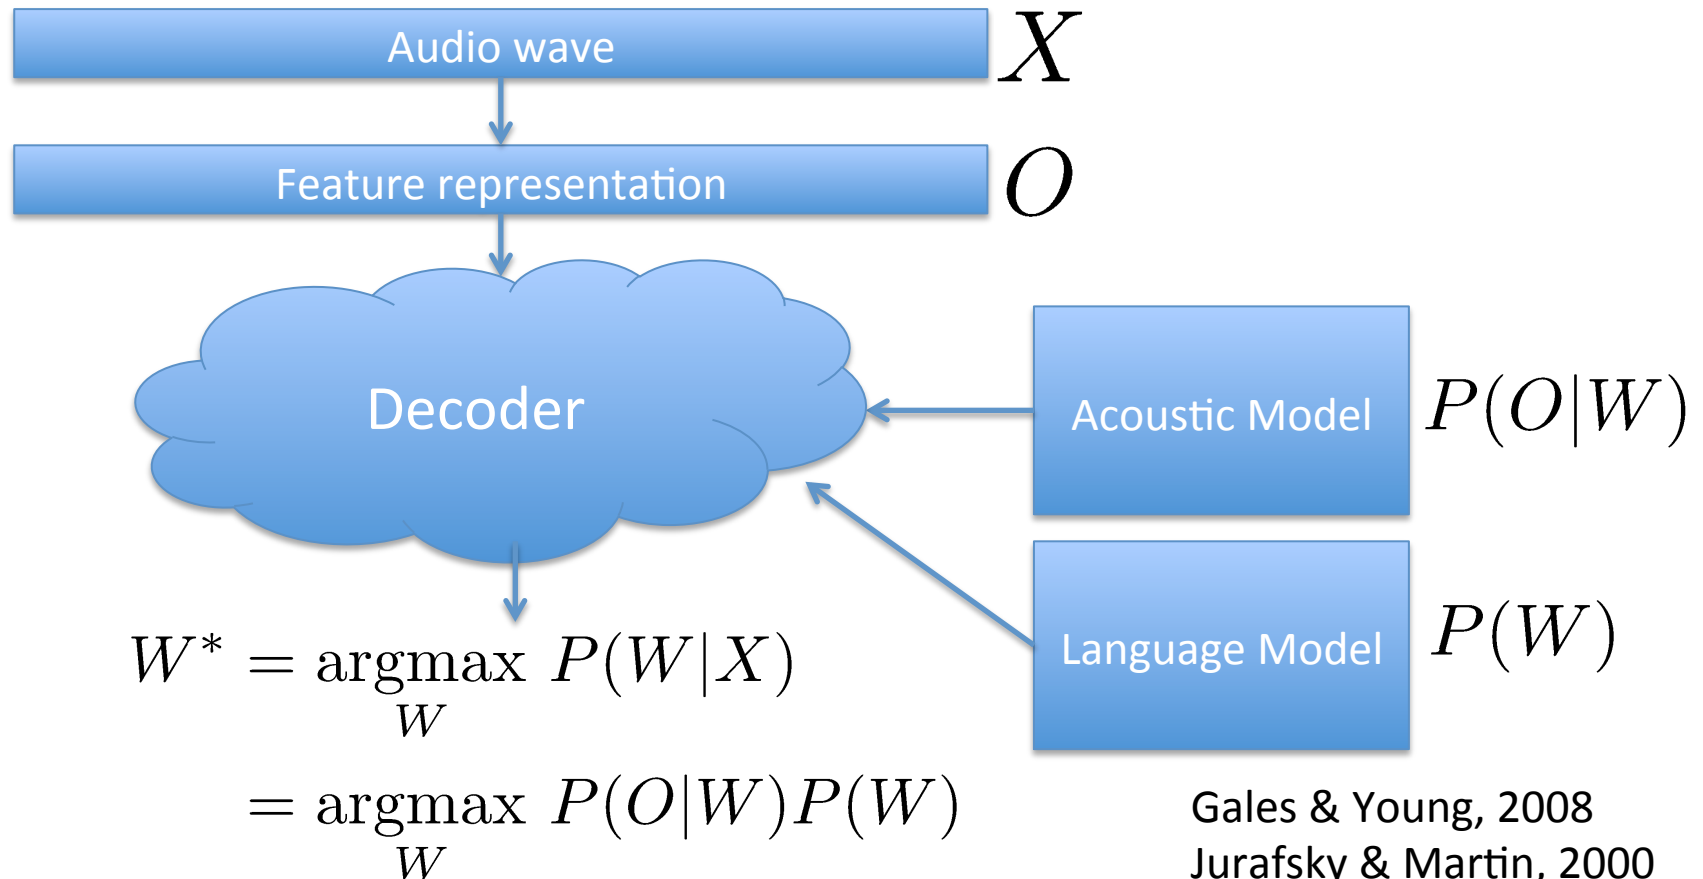 Audio wave X
Feature representation O
Decoder
Acoustic Model P(O|W)
Language Model P(W)
W* = argmax P(W|X)
W
= argmax P(O|W)P(W)
W
Gales & Young, 2008
Jurafsky & Martin, 2000